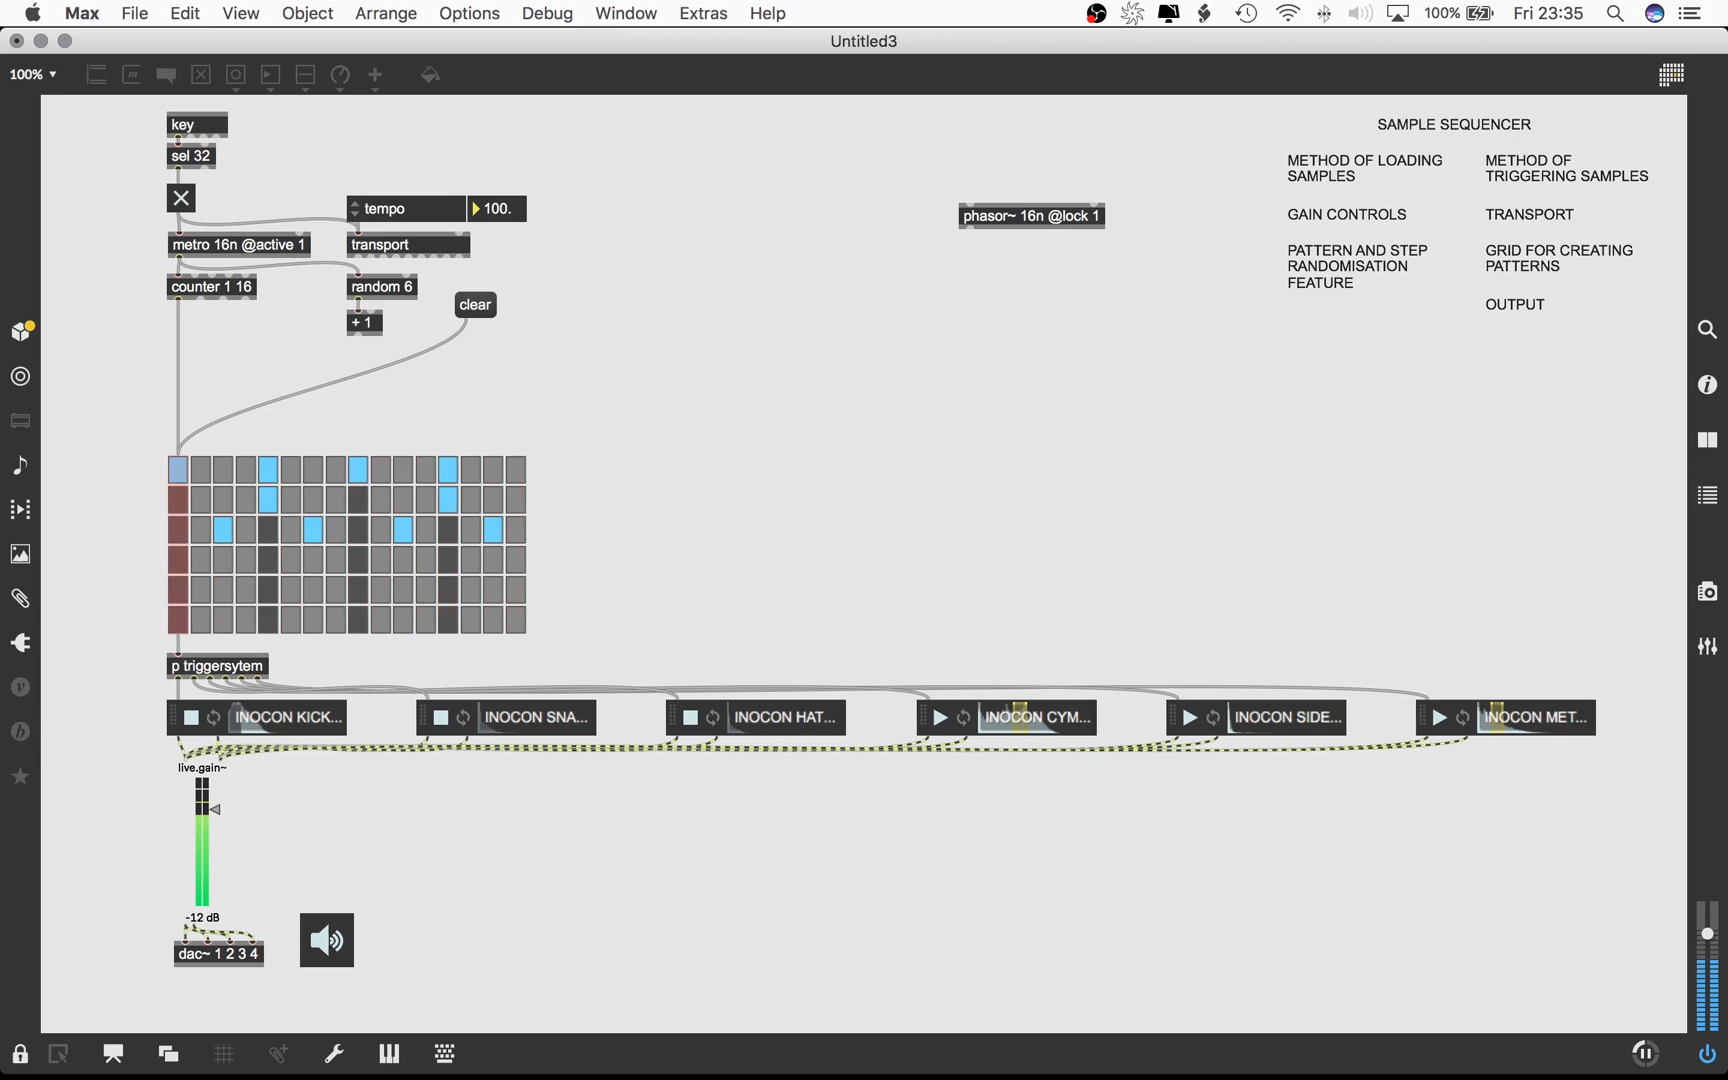 Max File Edit View Object Arrange Options Debug Window Extras Help 100% Fri 23:35
Untitled3
100%
key
sel 32
tempo 100.
metro 16n @active 1 transport
counter 1 16 random 6
clear
+ 1
phasor~ 16n @lock 1
SAMPLE SEQUENCER
METHOD OF LOADING
SAMPLES
METHOD OF
TRIGGERING SAMPLES
GAIN CONTROLS
TRANSPORT
PATTERN AND STEP
RANDOMISATION
FEATURE
GRID FOR CREATING
PATTERNS
OUTPUT
p triggersytem
INOCON KICK... INOCON SNA... INOCON HAT... INOCON CYM... INOCON SIDE... INOCON MET...
live.gain~
-12 dB
dac~ 1 2 3 4